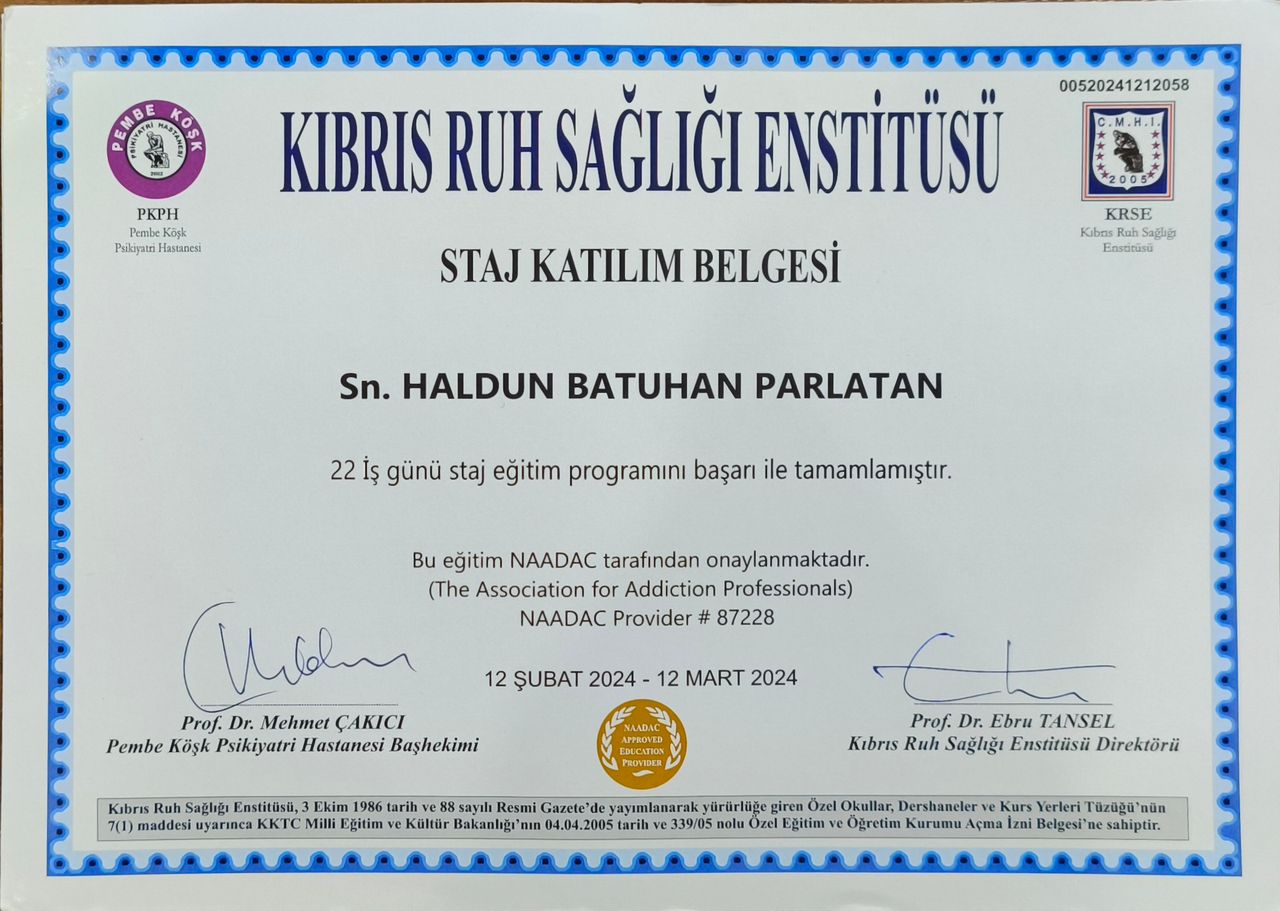 00520241212058
PEMBE KÖŞK
PSİKİYATRİ HASTANESİ
2002
PKPH
Pembe Köşk
Psikiyatri Hastanesi
KIBRIS RUH SAĞLIĞI ENSTİTÜSÜ
C.M.H.I.
2005
KRSE
Kıbrıs Ruh Sağlığı
Enstitüsü
STAJ KATILIM BELGESİ
Sn. HALDUN BATUHAN PARLATAN
22 İş günü staj eğitim programını başarı ile tamamlamıştır.
Bu eğitim NAADAC tarafından onaylanmaktadır.
(The Association for Addiction Professionals)
NAADAC Provider # 87228
12 ŞUBAT 2024 - 12 MART 2024
Prof. Dr. Mehmet ÇAKICI
Pembe Köşk Psikiyatri Hastanesi Başhekimi
NAADAC
APPROVED
EDUCATION
PROVIDER
Prof. Dr. Ebru TANSEL
Kıbrıs Ruh Sağlığı Enstitüsü Direktörü
Kıbrıs Ruh Sağlığı Enstitüsü, 3 Ekim 1986 tarih ve 88 sayılı Resmi Gazete'de yayımlanarak yürürlüğe giren Özel Okullar, Dershaneler ve Kurs Yerleri Tüzüğü'nün
7(1) maddesi uyarınca KKTC Milli Eğitim ve Kültür Bakanlığı'nın 04.04.2005 tarih ve 339/05 nolu Özel Eğitim ve Öğretim Kurumu Açma İzni Belgesi'ne sahiptir.